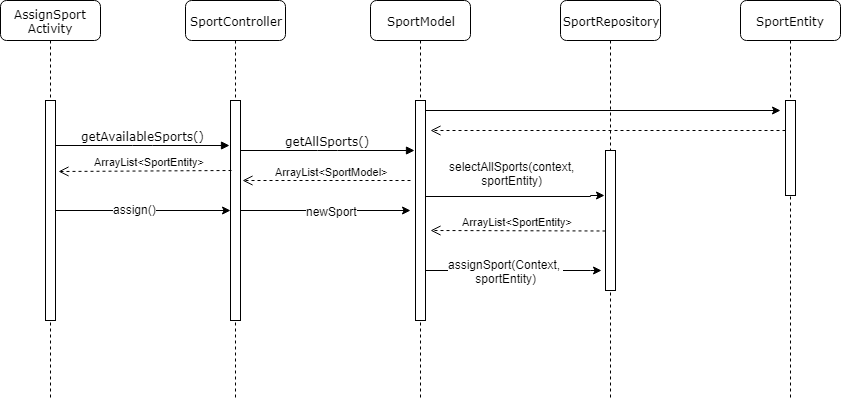 AssignSport
Activity
SportController
SportModel
SportRepository
SportEntity
getAvailableSports()
getAllSports()
ArrayList<SportEntity>
ArrayList<SportModel>
selectAllSports(context,
sportEntity)
assign()
newSport
ArrayList<SportEntity>
assignSport(Context,
sportEntity)